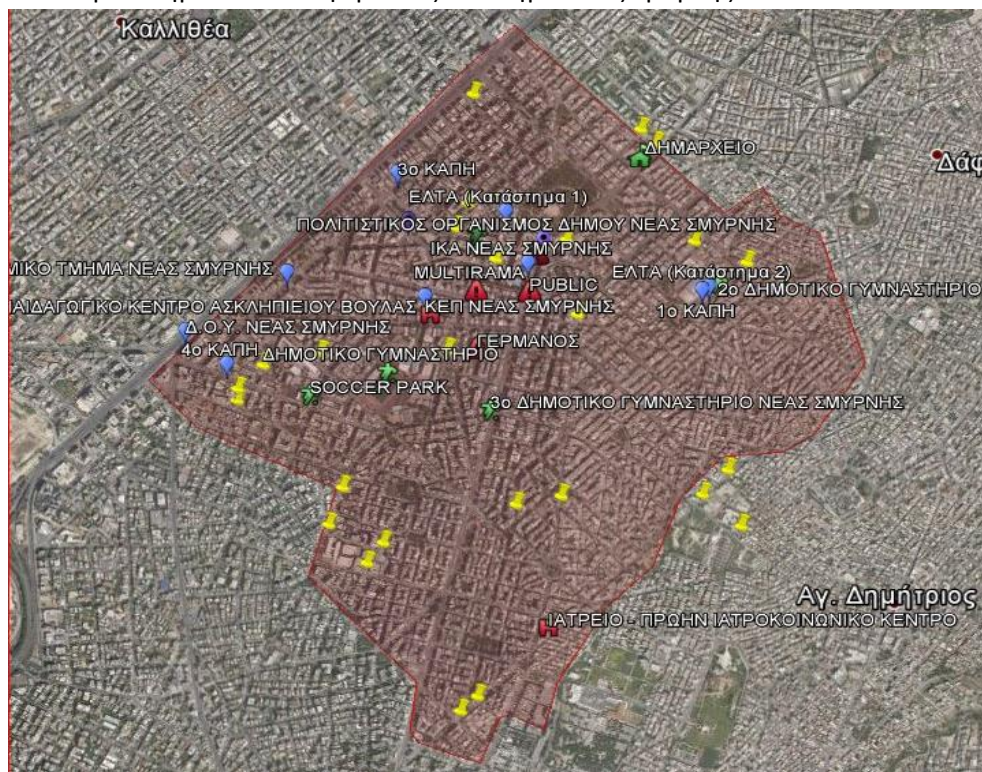 Καλλιθέα
Δάφ
ΔΗΜΑΡΧΕΙΟ
3ο ΚΑΠΗ
ΕΛΤΑ (Κατάστημα 1)
ΠΟΛΙΤΙΣΤΙΚΟΣ ΟΡΓΑΝΙΣΜΟΣ ΔΗΜΟΥ ΝΕΑΣ ΣΜΥΡΝΗΣ
ΙΚΑ ΝΕΑΣ ΣΜΥΡΝΗΣ
ΜΙΚΟ ΤΜΗΜΑ ΝΕΑΣ ΣΜΥΡΝΗΣ
MULTIRAMA
ΕΛΤΑ (Κατάστημα 2)
PUBLIC
2ο ΔΗΜΟΤΙΚΟ ΓΥΜΝΑΣΤΗΡΙΟ
ΑΙΔΑΓΩΓΙΚΟ ΚΕΝΤΡΟ ΑΣΚΛΗΠΙΕΙΟΥ ΒΟΥΛΑΣ
ΚΕΠ ΝΕΑΣ ΣΜΥΡΝΗΣ
1ο ΚΑΠΗ
Δ.Ο.Υ. ΝΕΑΣ ΣΜΥΡΝΗΣ
ΓΕΡΜΑΝΟΣ
4ο ΚΑΠΗ
ΔΗΜΟΤΙΚΟ ΓΥΜΝΑΣΤΗΡΙΟ
SOCCER PARK
3ο ΔΗΜΟΤΙΚΟ ΓΥΜΝΑΣΤΗΡΙΟ ΝΕΑΣ ΣΜΥΡΝΗΣ
Αγ. Δημήτριος
ΙΑΤΡΕΙΟ - ΠΡΩΗΝ ΙΑΤΡΟΚΟΙΝΩΝΙΚΟ ΚΕΝΤΡΟ